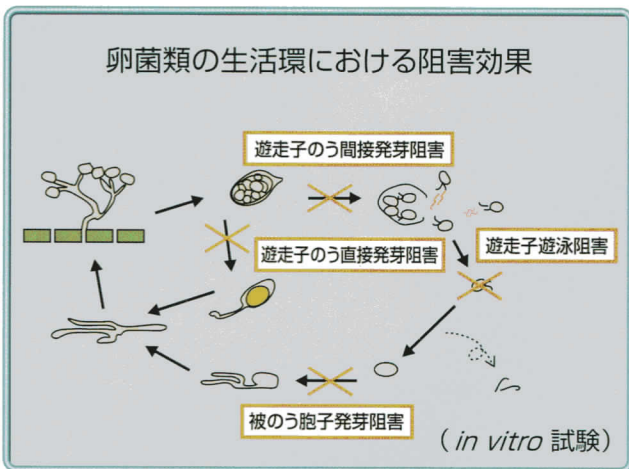 卵菌類の生活環における阻害効果
遊走子のう間接発芽阻害
遊走子のう直接発芽阻害
遊走子遊泳阻害
被のう胞子発芽阻害
（in vitro 試験）